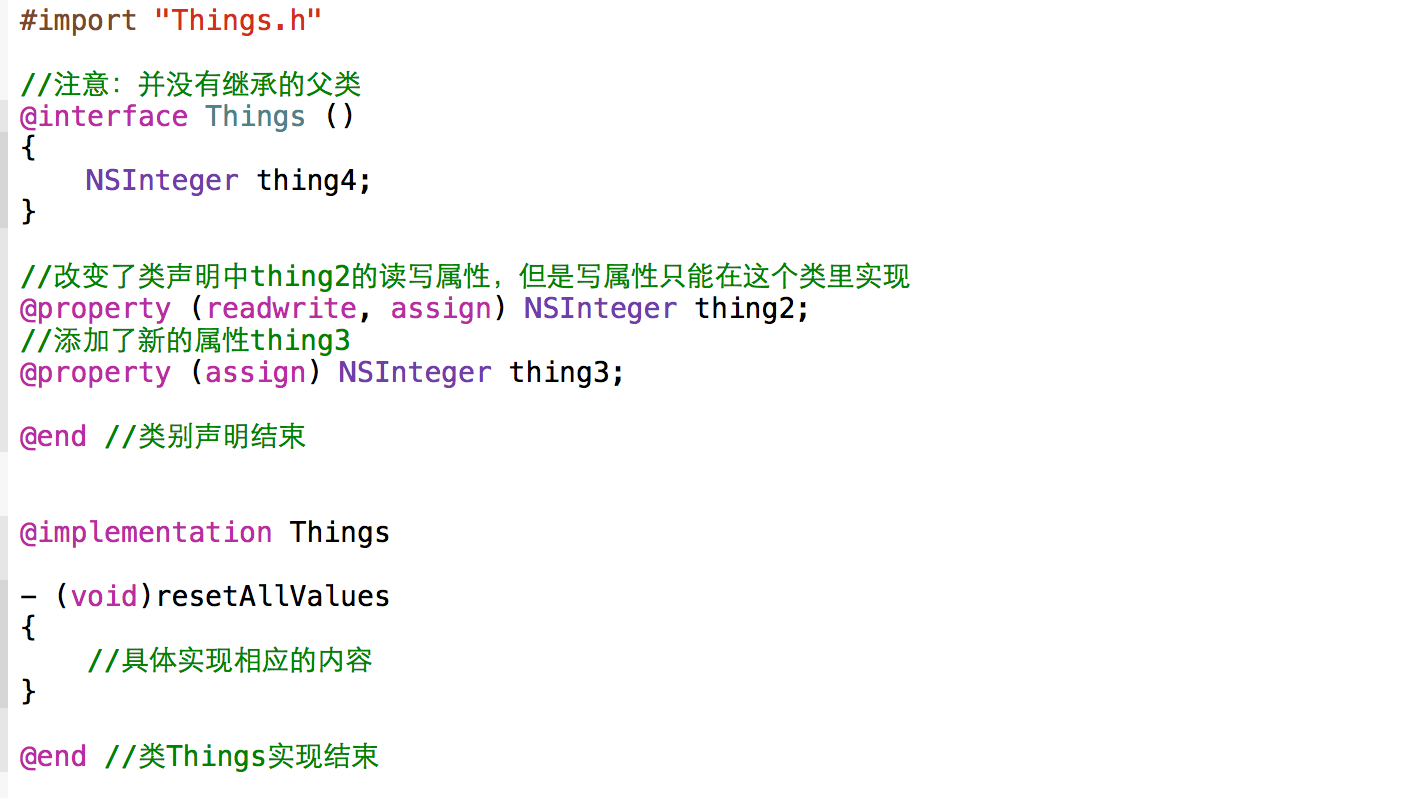 #import "Things.h"
//注意：并没有继承的父类
@interface Things ()
{
NSInteger thing4;
}
//改变了类声明中thing2的读写属性，但是写属性只能在这个类里实现
@property (readwrite, assign) NSInteger thing2;
//添加了新的属性thing3
@property (assign) NSInteger thing3;
@end //类别声明结束
@implementation Things
- (void)resetAllValues
{
//具体实现相应的内容
}
@end //类Things实现结束